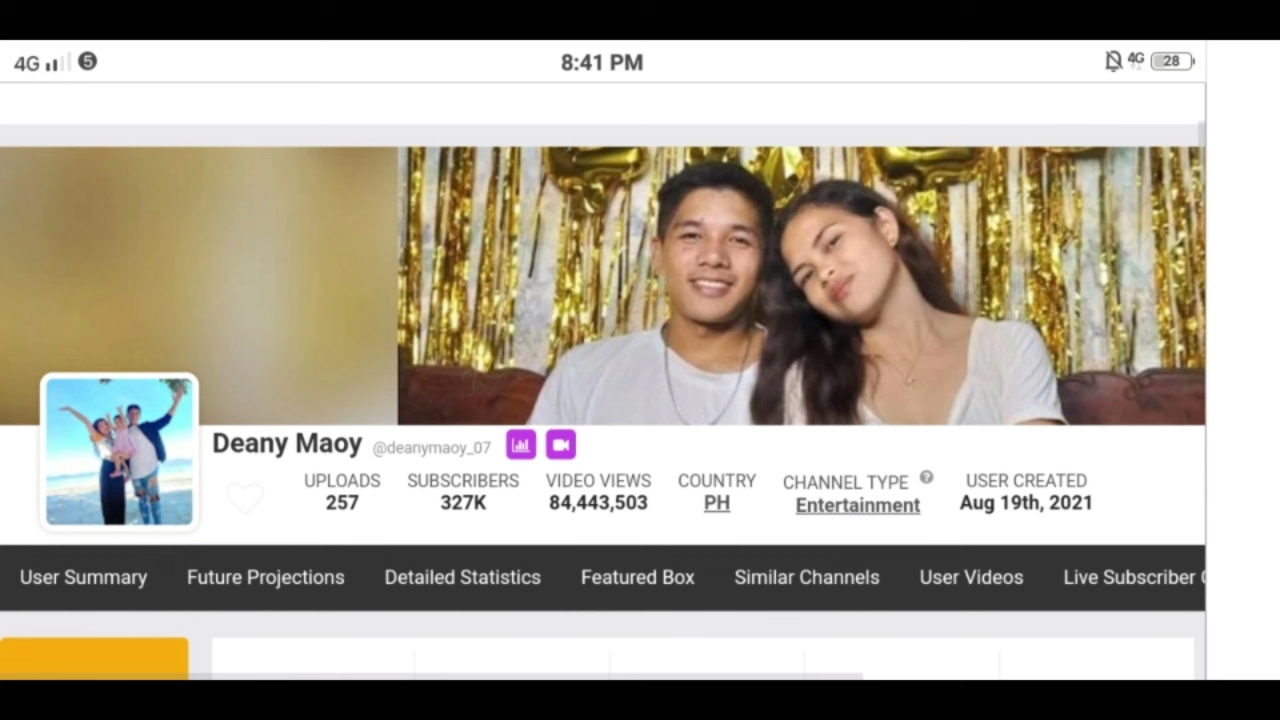 4G 5 8:41 PM 4G 28
Deany Maoy @deanymaoy_07
UPLOADS SUBSCRIBERS VIDEO VIEWS COUNTRY CHANNEL TYPE ? USER CREATED
257 327K 84,443,503 PH Entertainment Aug 19th, 2021
User Summary Future Projections Detailed Statistics Featured Box Similar Channels User Videos Live Subscriber